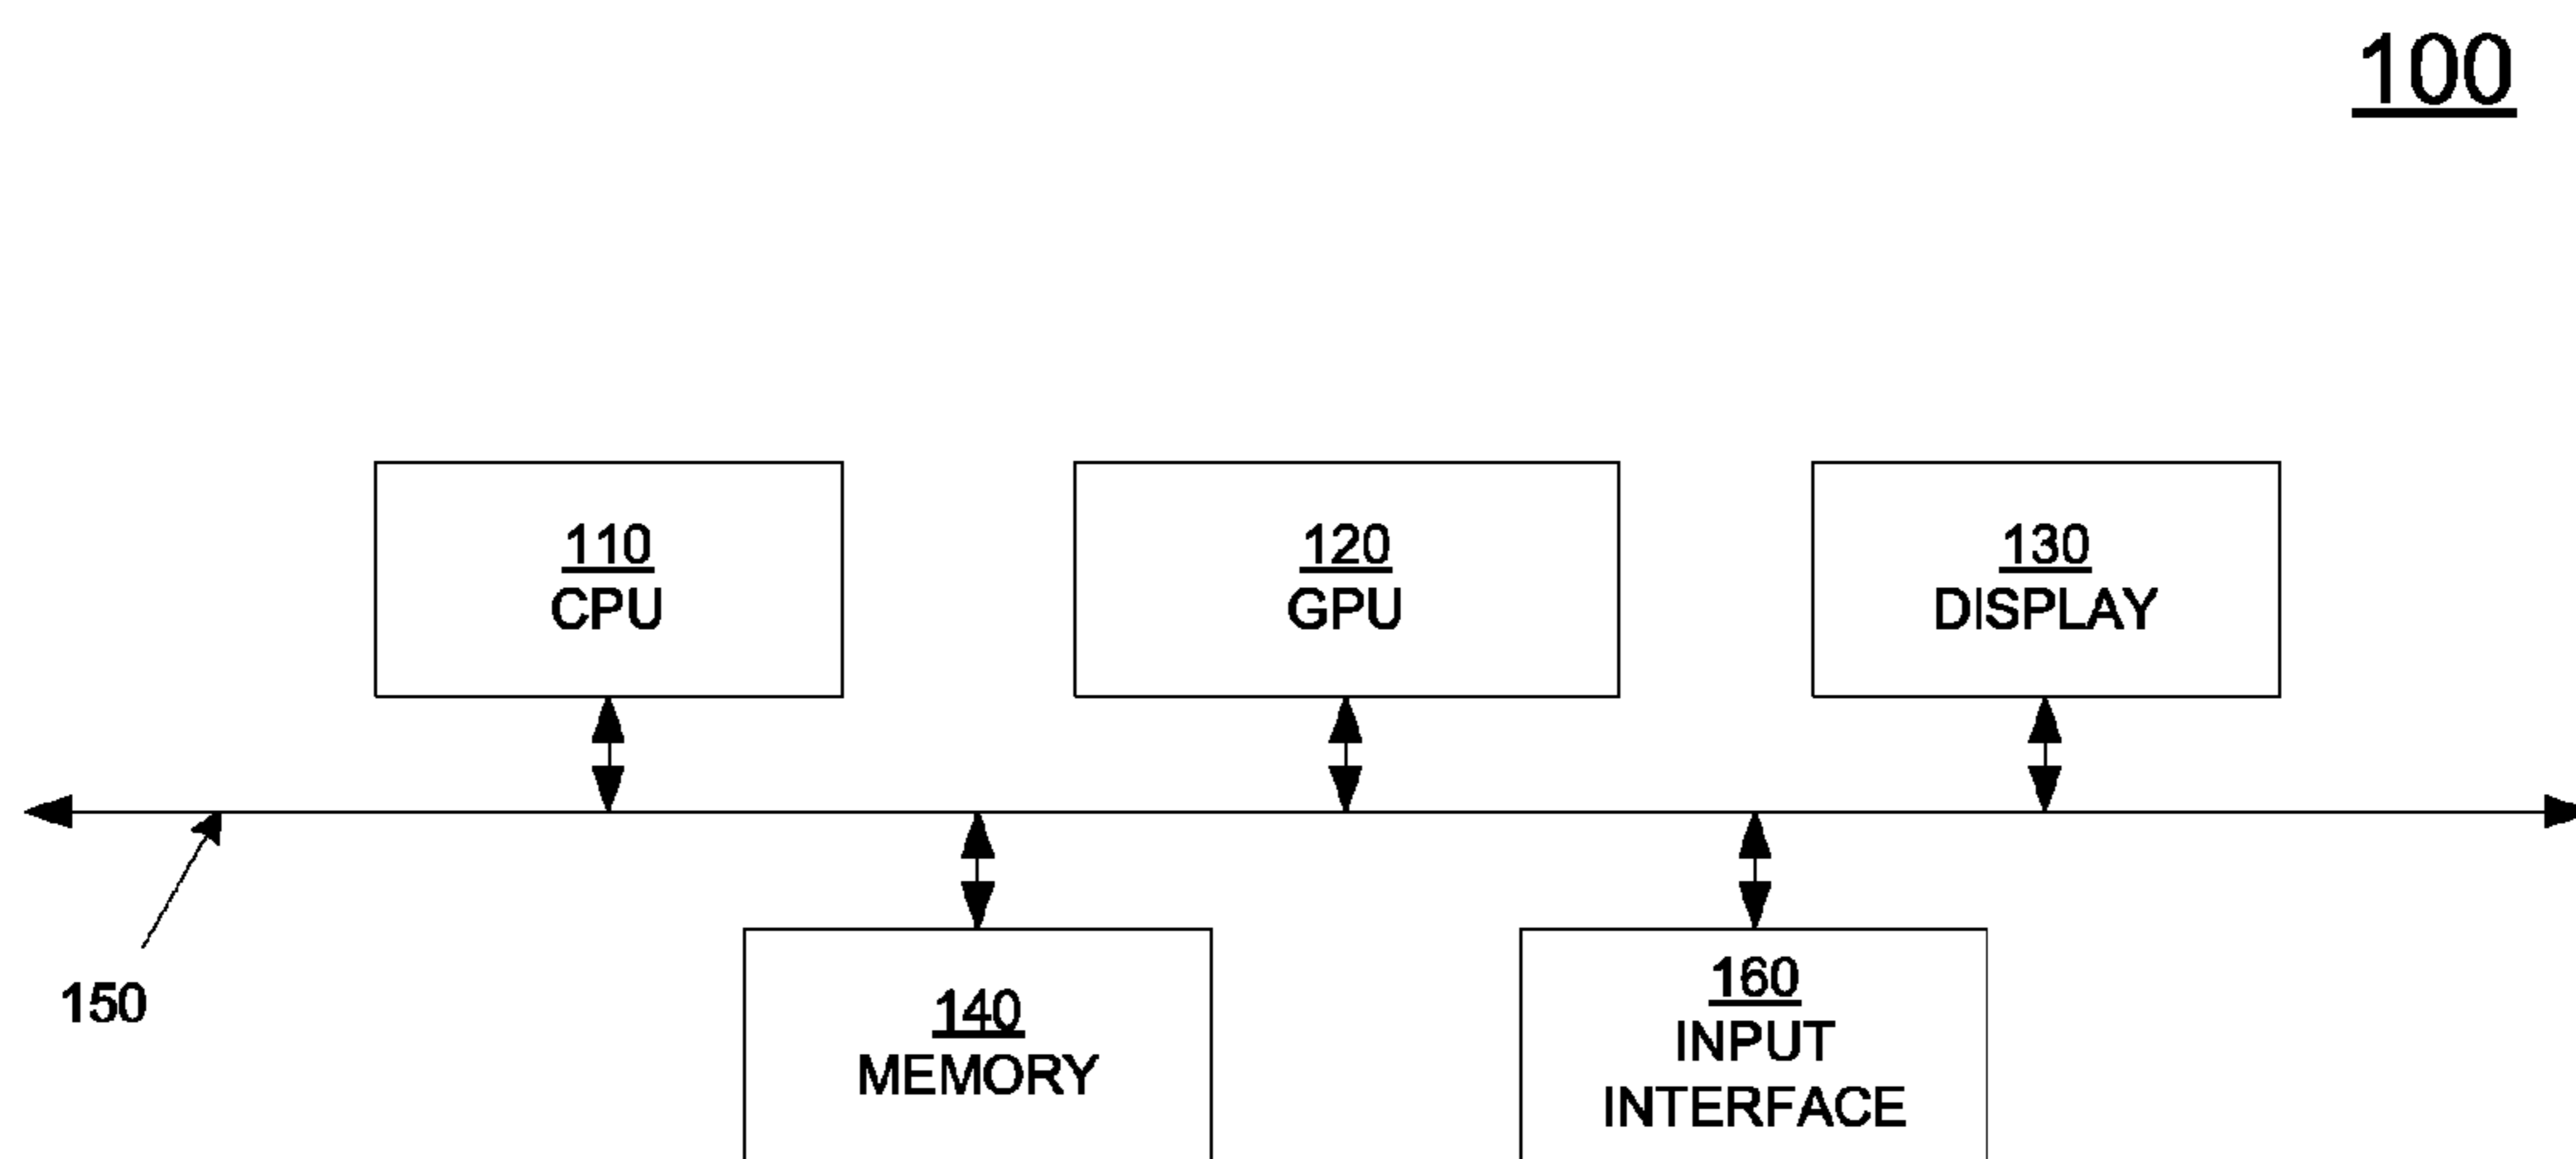 100
110
CPU
120
GPU
130
DISPLAY
150
140
MEMORY
160
INPUT
INTERFACE